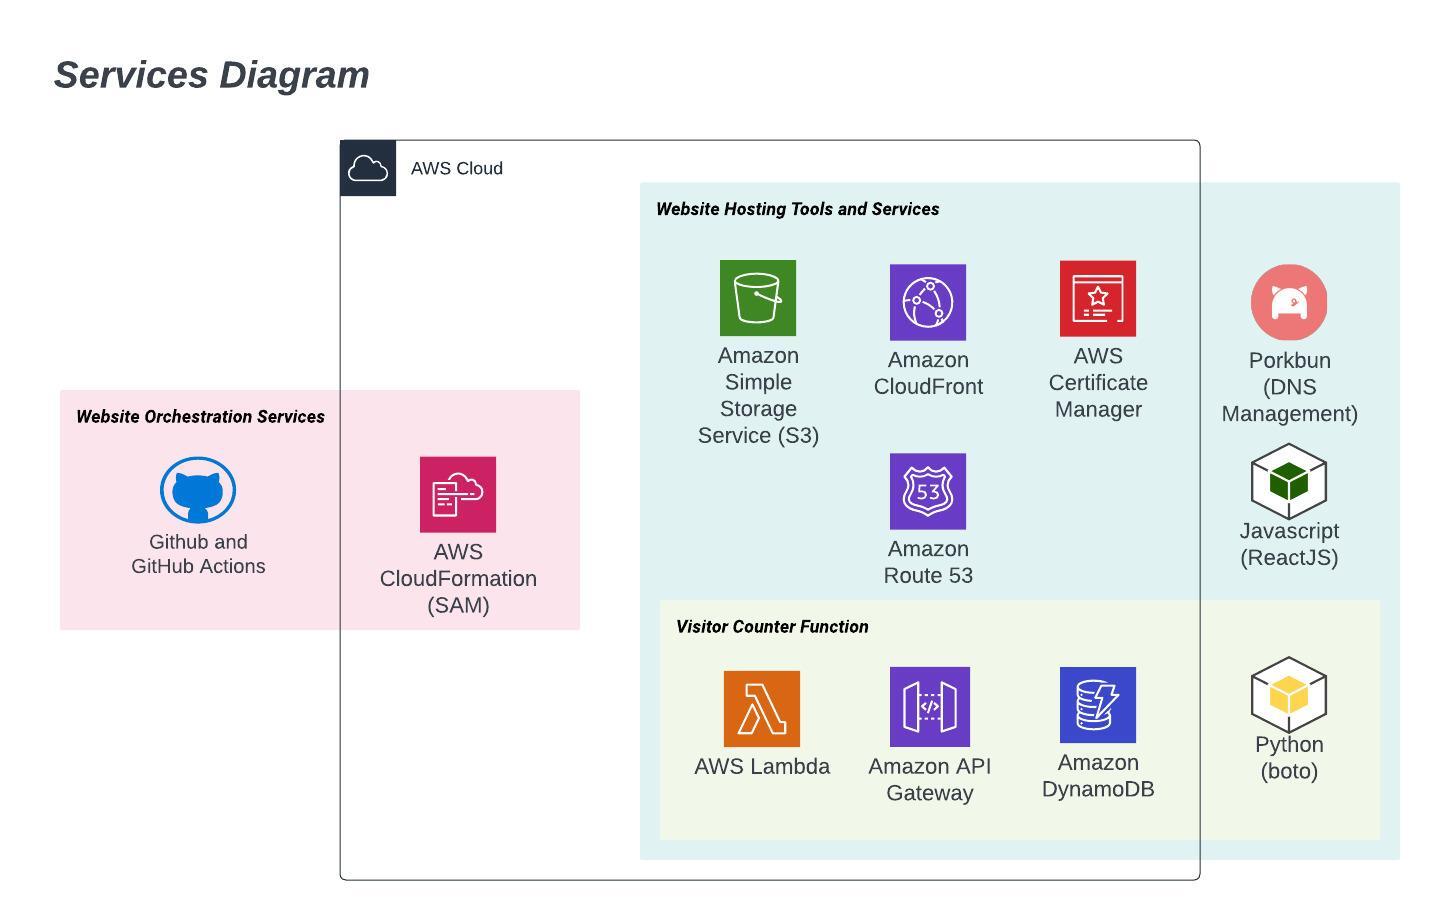 Services Diagram
AWS Cloud
Website Hosting Tools and Services
Amazon
Simple
Storage
Service (S3)
Amazon
CloudFront
AWS
Certificate
Manager
Porkbun
(DNS
Management)
Website Orchestration Services
Github and
GitHub Actions
AWS
CloudFormation
(SAM)
53
Amazon
Route 53
Javascript
(ReactJS)
Visitor Counter Function
AWS Lambda
</>
Amazon API
Gateway
Amazon
DynamoDB
Python
(boto)